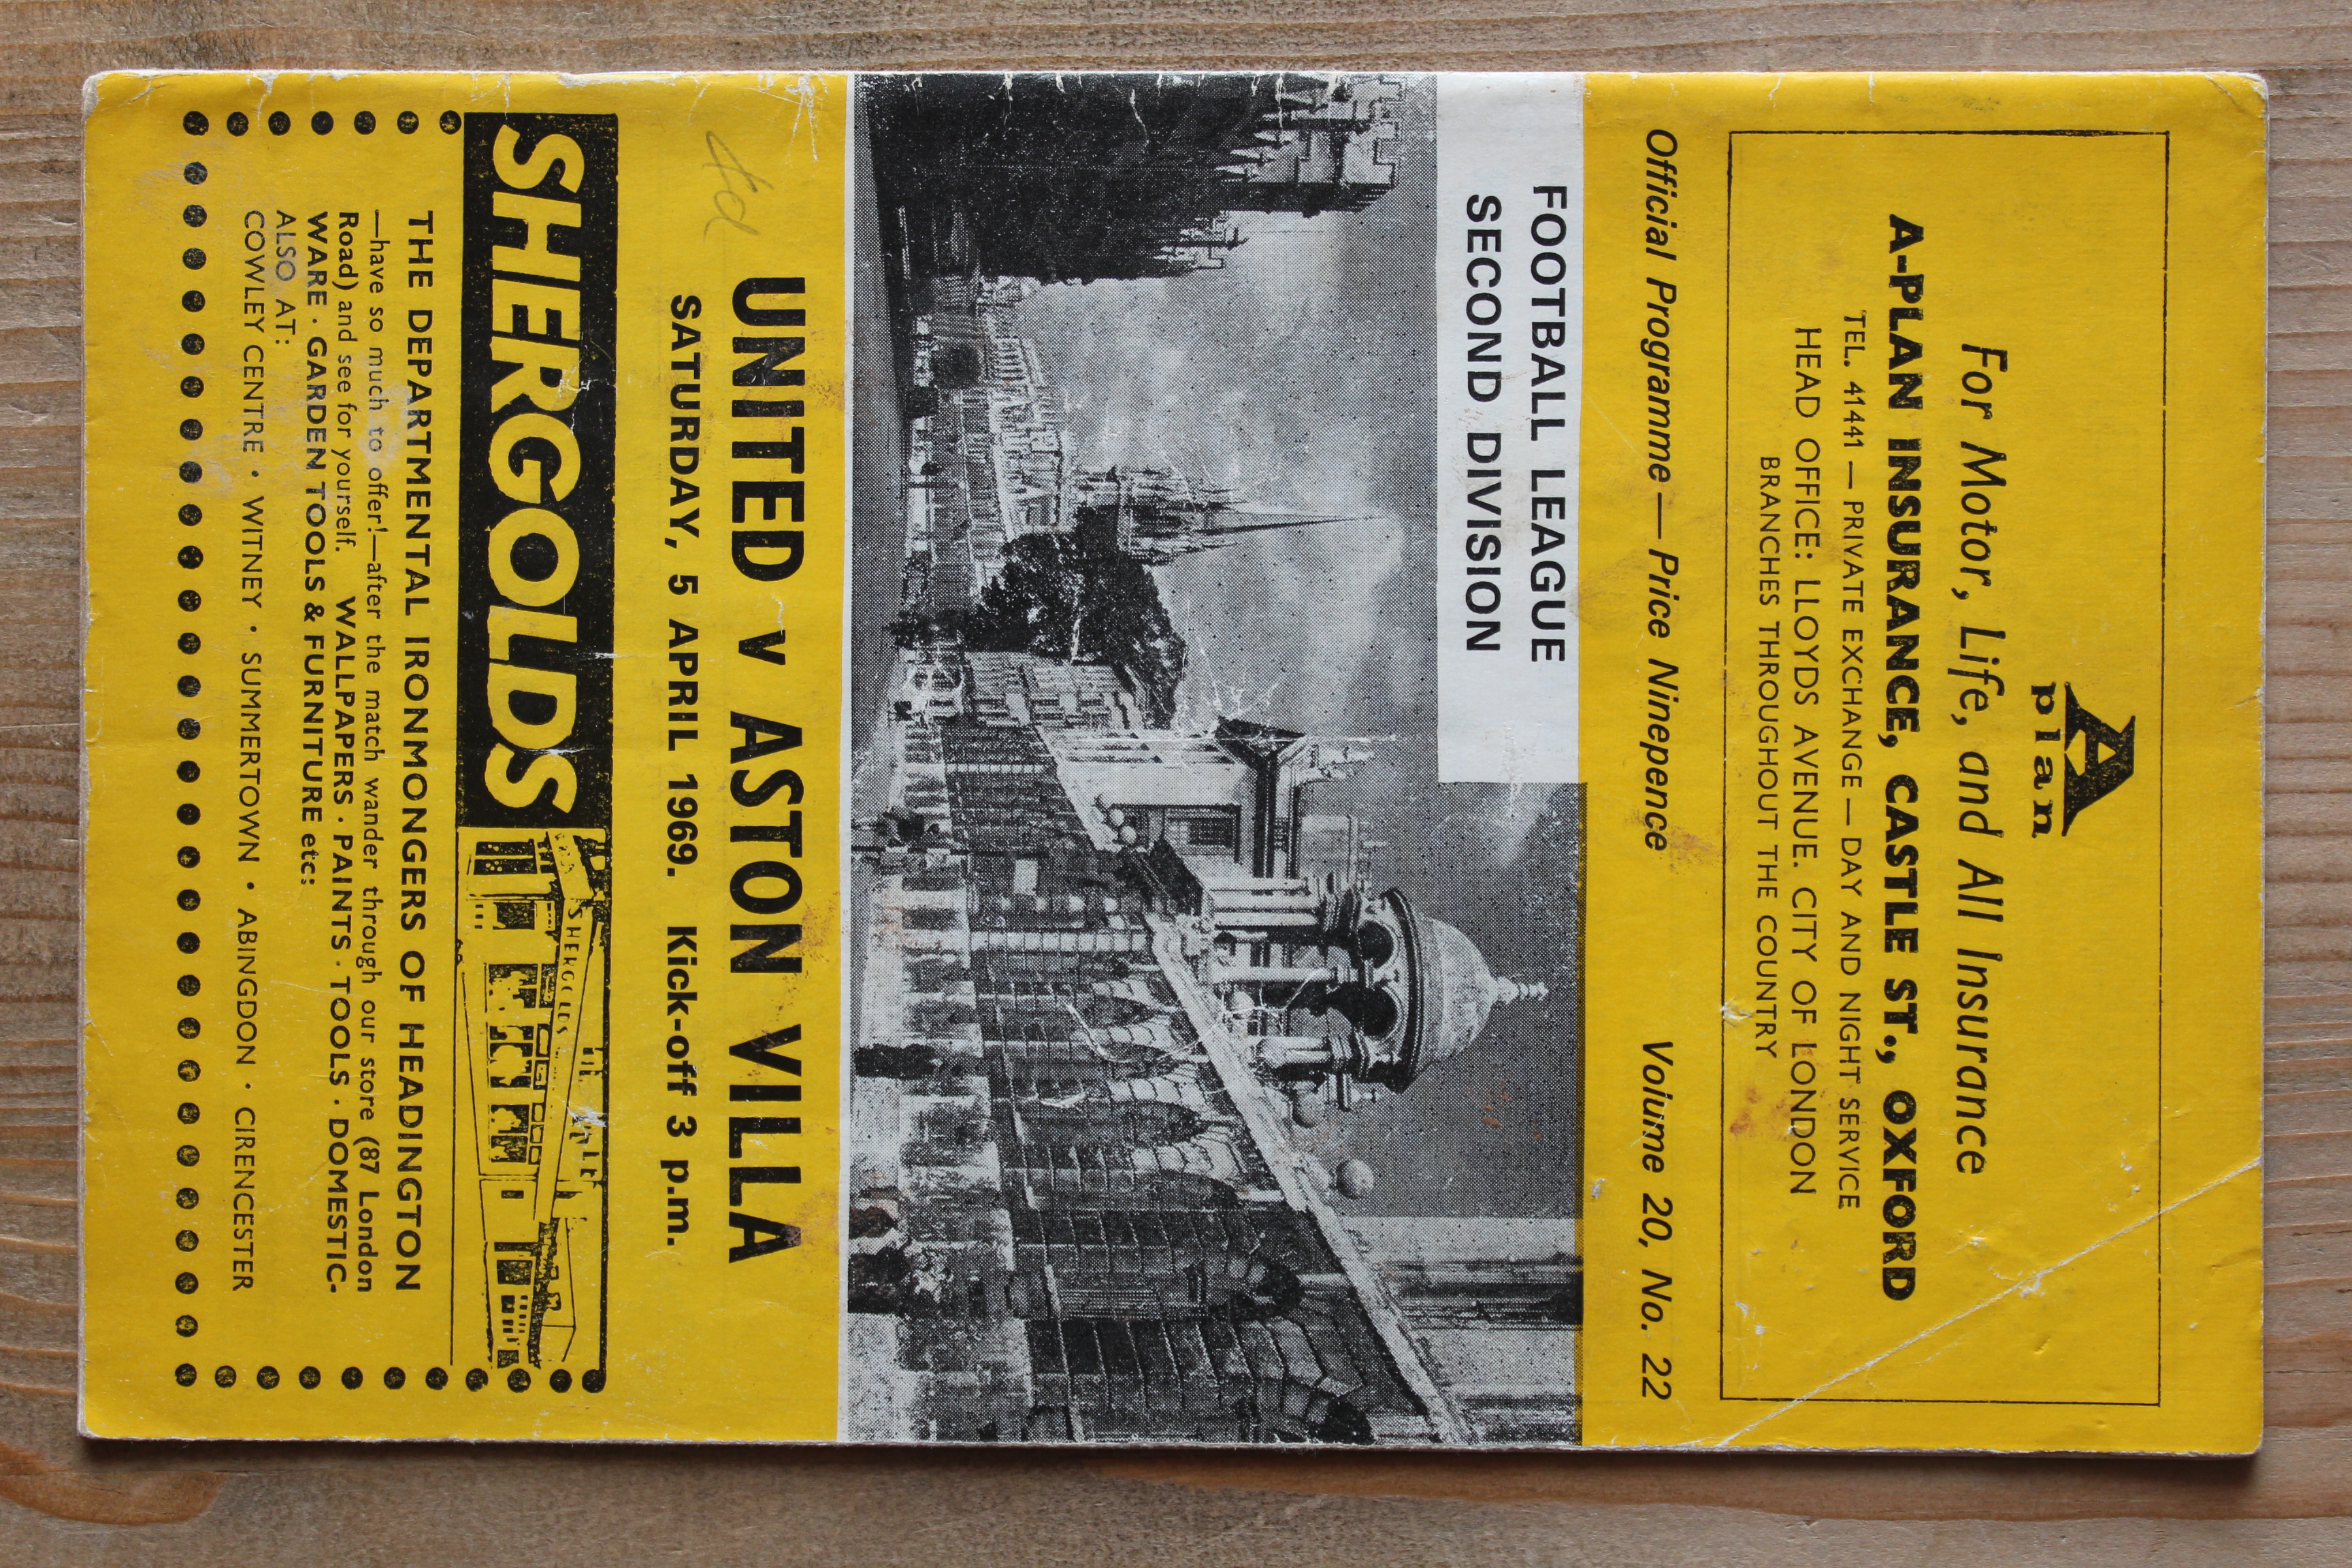 A
plan
For Motor, Life, and All Insurance
A-PLAN INSURANCE, CASTLE ST., OXFORD
TEL. 41441 — PRIVATE EXCHANGE — DAY AND NIGHT SERVICE
HEAD OFFICE: LLOYDS AVENUE. CITY OF LONDON
BRANCHES THROUGHOUT THE COUNTRY
Official Programme — Price Ninepence Volume 20, No. 22
FOOTBALL LEAGUE
SECOND DIVISION
UNITED v ASTON VILLA
SATURDAY, 5 APRIL 1969. Kick-off 3 p.m.
SHERGOLDS
SHERGOLDS
THE DEPARTMENTAL IRONMONGERS OF HEADINGTON
—have so much to offer!—after the match wander through our store (87 London
Road) and see for yourself. WALLPAPERS · PAINTS · TOOLS · DOMESTIC-
WARE · GARDEN TOOLS & FURNITURE etc:
ALSO AT:
COWLEY CENTRE · WITNEY · SUMMERTOWN · ABINGDON · CIRENCESTER